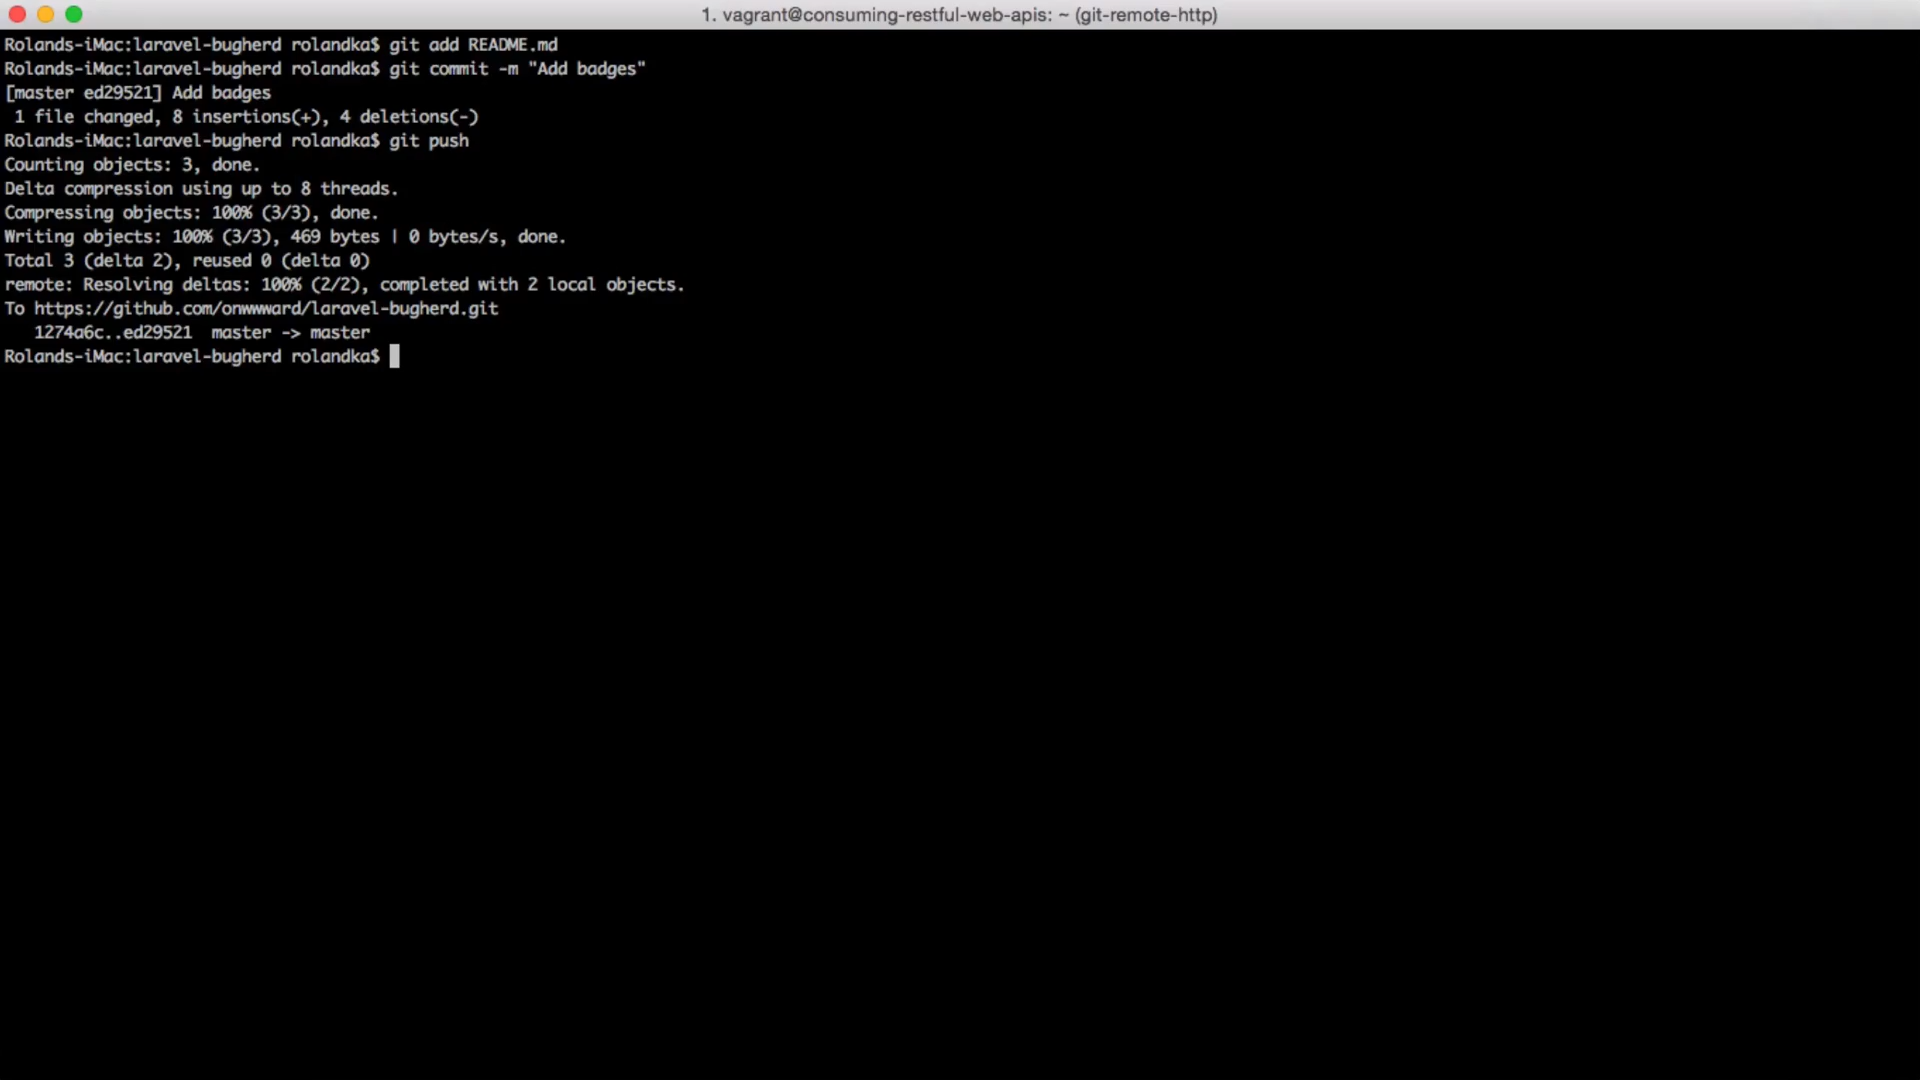 1. vagrant@consuming-restful-web-apis: ~ (git-remote-http)
Rolands-iMac:laravel-bugherd rolandka$ git add README.md
Rolands-iMac:laravel-bugherd rolandka$ git commit -m "Add badges"
[master ed29521] Add badges
 1 file changed, 8 insertions(+), 4 deletions(-)
Rolands-iMac:laravel-bugherd rolandka$ git push
Counting objects: 3, done.
Delta compression using up to 8 threads.
Compressing objects: 100% (3/3), done.
Writing objects: 100% (3/3), 469 bytes | 0 bytes/s, done.
Total 3 (delta 2), reused 0 (delta 0)
remote: Resolving deltas: 100% (2/2), completed with 2 local objects.
To https://github.com/onwwward/laravel-bugherd.git
   1274a6c..ed29521  master -> master
Rolands-iMac:laravel-bugherd rolandka$